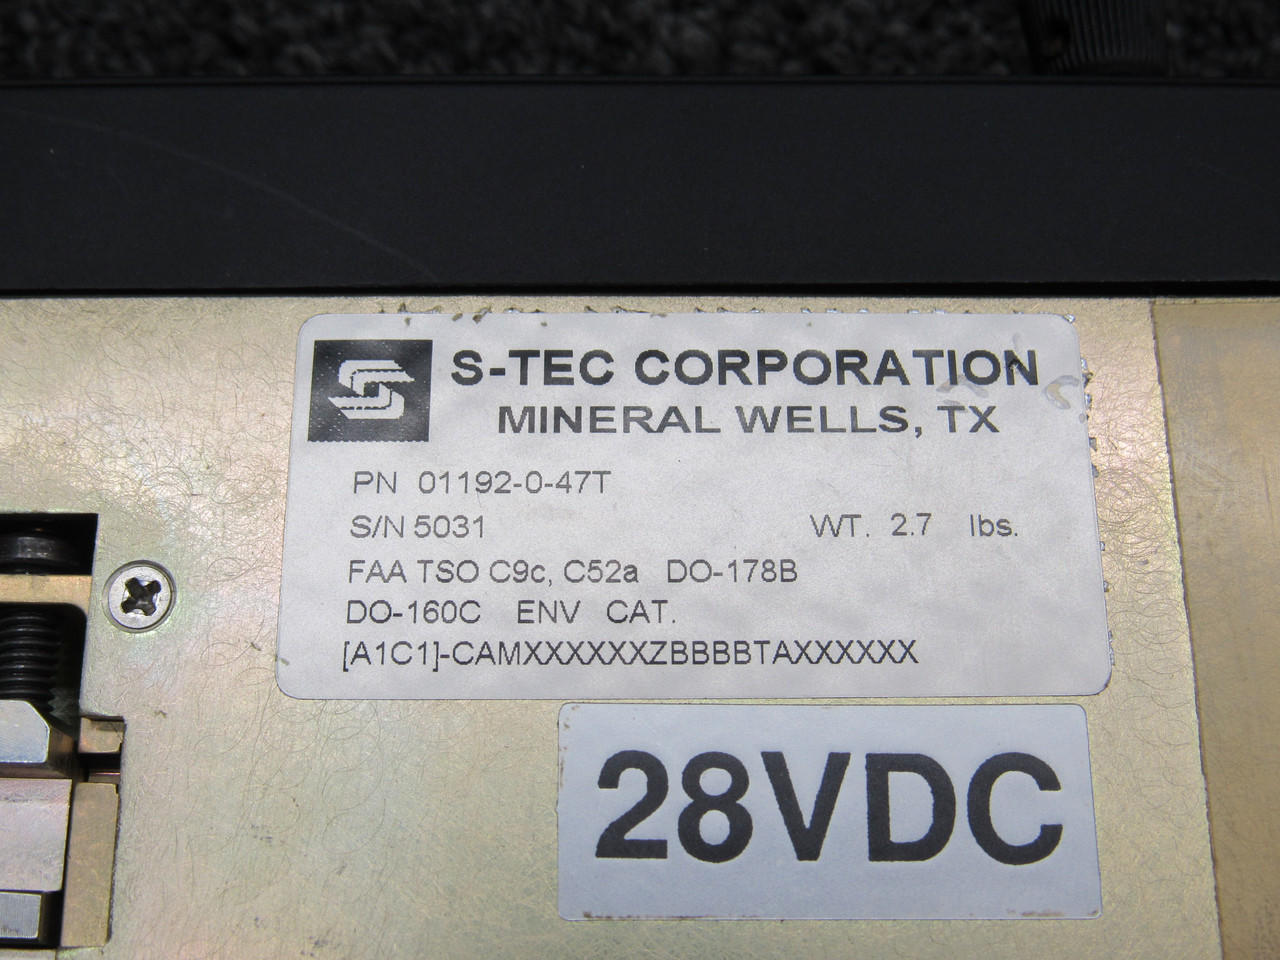 S-TEC CORPORATION
MINERAL WELLS, TX
PN 01192-0-47T
S/N 5031 WT. 2.7 lbs.
FAA TSO C9c, C52a DO-178B
DO-160C ENV CAT.
[A1C1]-CAMXXXXXXZBBBBTAXXXXXX
28VDC